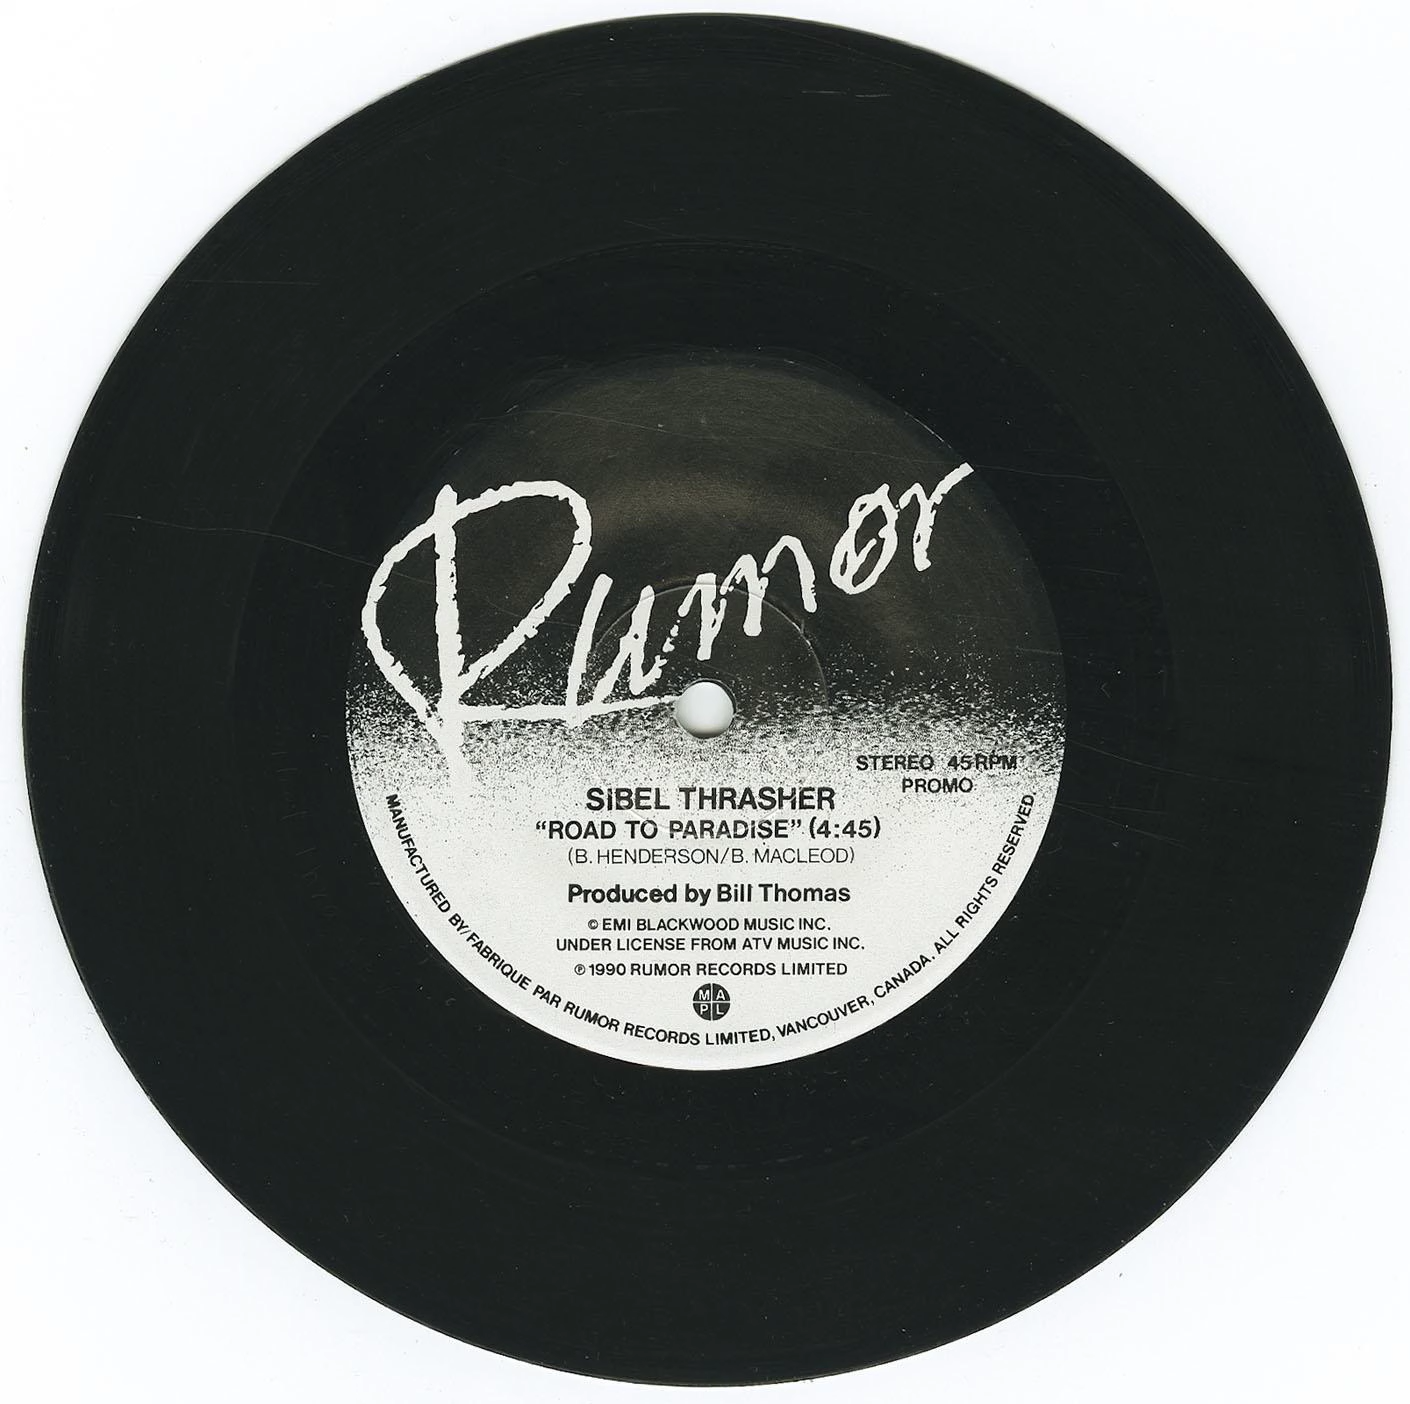 Rumor
STEREO 45 RPM
PROMO
SIBEL THRASHER
“ROAD TO PARADISE” (4:45)
(B. HENDERSON/B. MACLEOD)
Produced by Bill Thomas
© EMI BLACKWOOD MUSIC INC.
UNDER LICENSE FROM ATV MUSIC INC.
℗ 1990 RUMOR RECORDS LIMITED
M A
P L
MANUFACTURED BY/FABRIQUE PAR RUMOR RECORDS LIMITED, VANCOUVER, CANADA. ALL RIGHTS RESERVED.